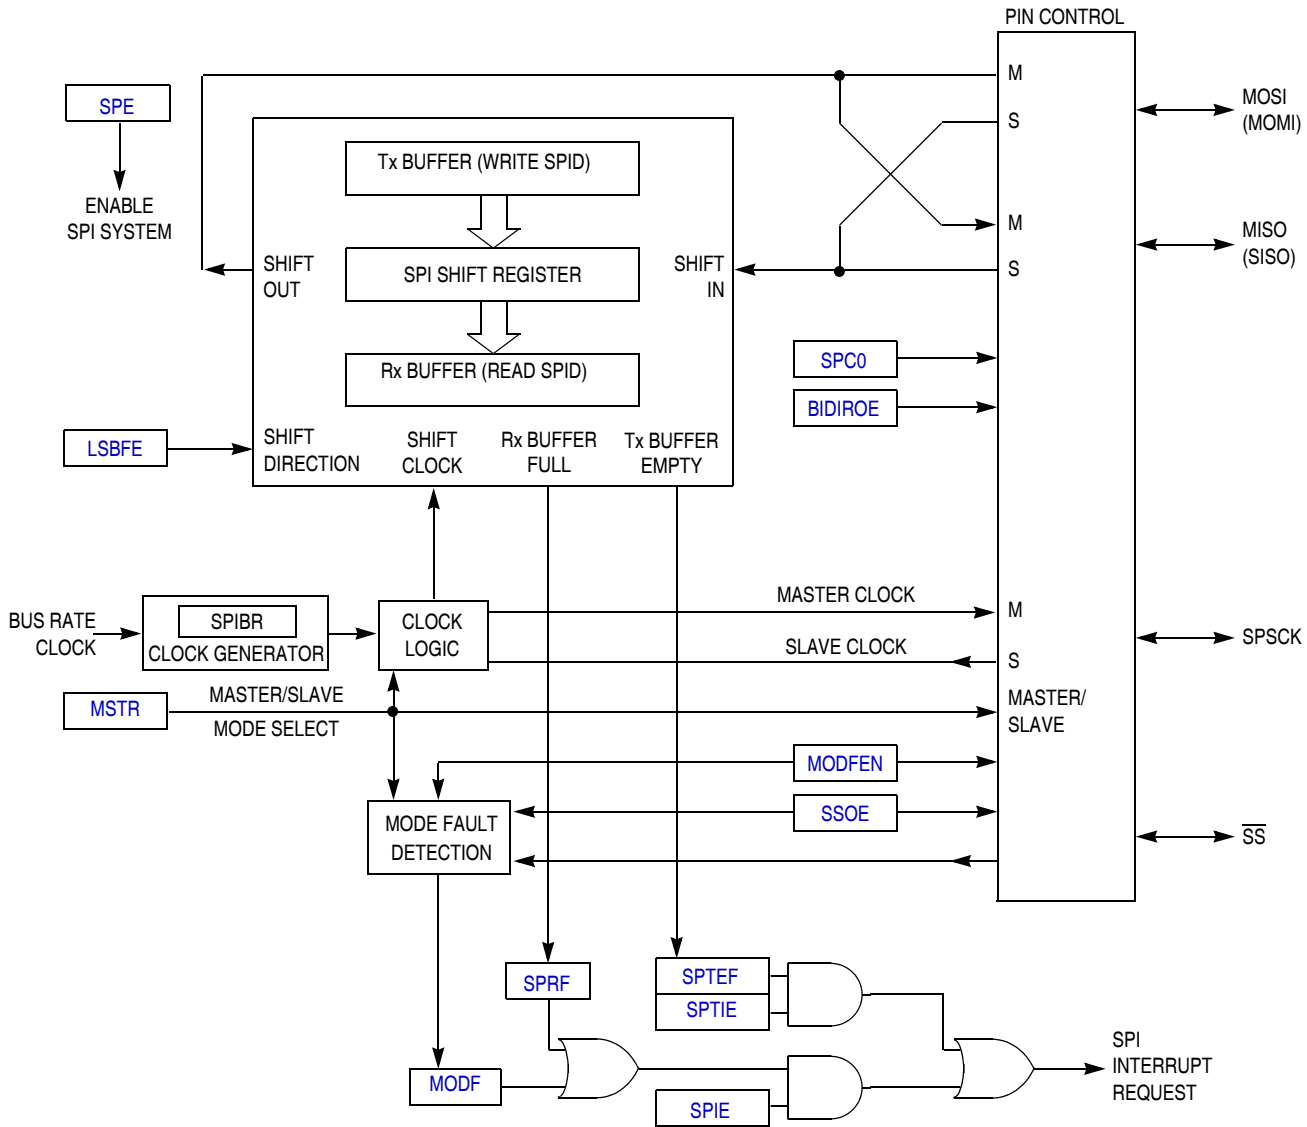 PIN CONTROL
M
S
M
S
MOSI
(MOMI)
MISO
(SISO)
SPE
ENABLE
SPI SYSTEM
Tx BUFFER (WRITE SPID)
SHIFT
OUT
SPI SHIFT REGISTER
SHIFT
IN
Rx BUFFER (READ SPID)
SPC0
BIDIROE
LSBFE
SHIFT
DIRECTION
SHIFT
CLOCK
Rx BUFFER
FULL
Tx BUFFER
EMPTY
BUS RATE
CLOCK
SPIBR
CLOCK GENERATOR
CLOCK
LOGIC
MASTER CLOCK
M
SLAVE CLOCK
S
SPSCK
MSTR
MASTER/SLAVE
MODE SELECT
MASTER/
SLAVE
MODFEN
SSOE
MODE FAULT
DETECTION
SS
SPRF
SPTEF
SPTIE
MODF
SPIE
SPI
INTERRUPT
REQUEST